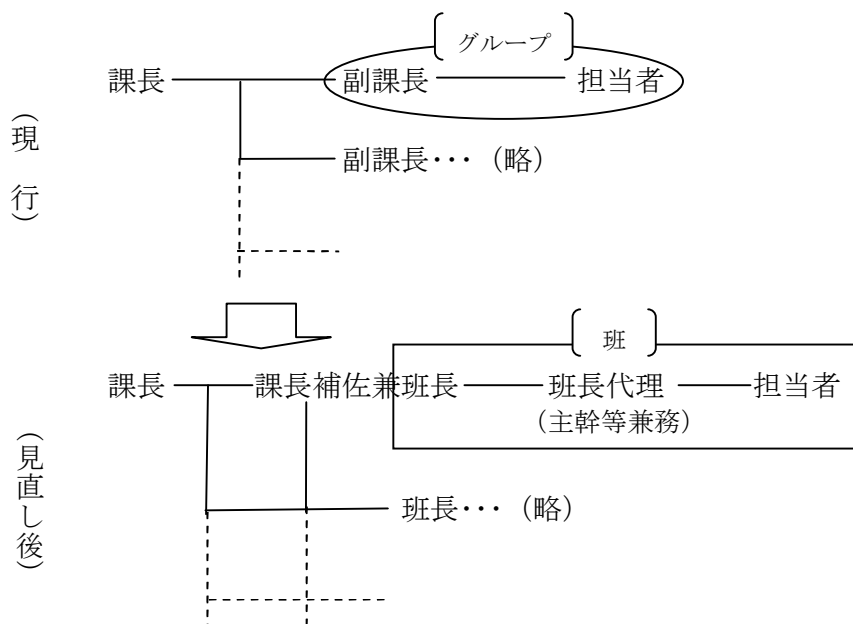 (現 行)
〔グループ〕
課長 副課長 担当者
副課長・・・（略）
(見直し後)
〔班〕
課長 課長補佐兼班長 班長代理 担当者
（主幹等兼務）
班長・・・（略）